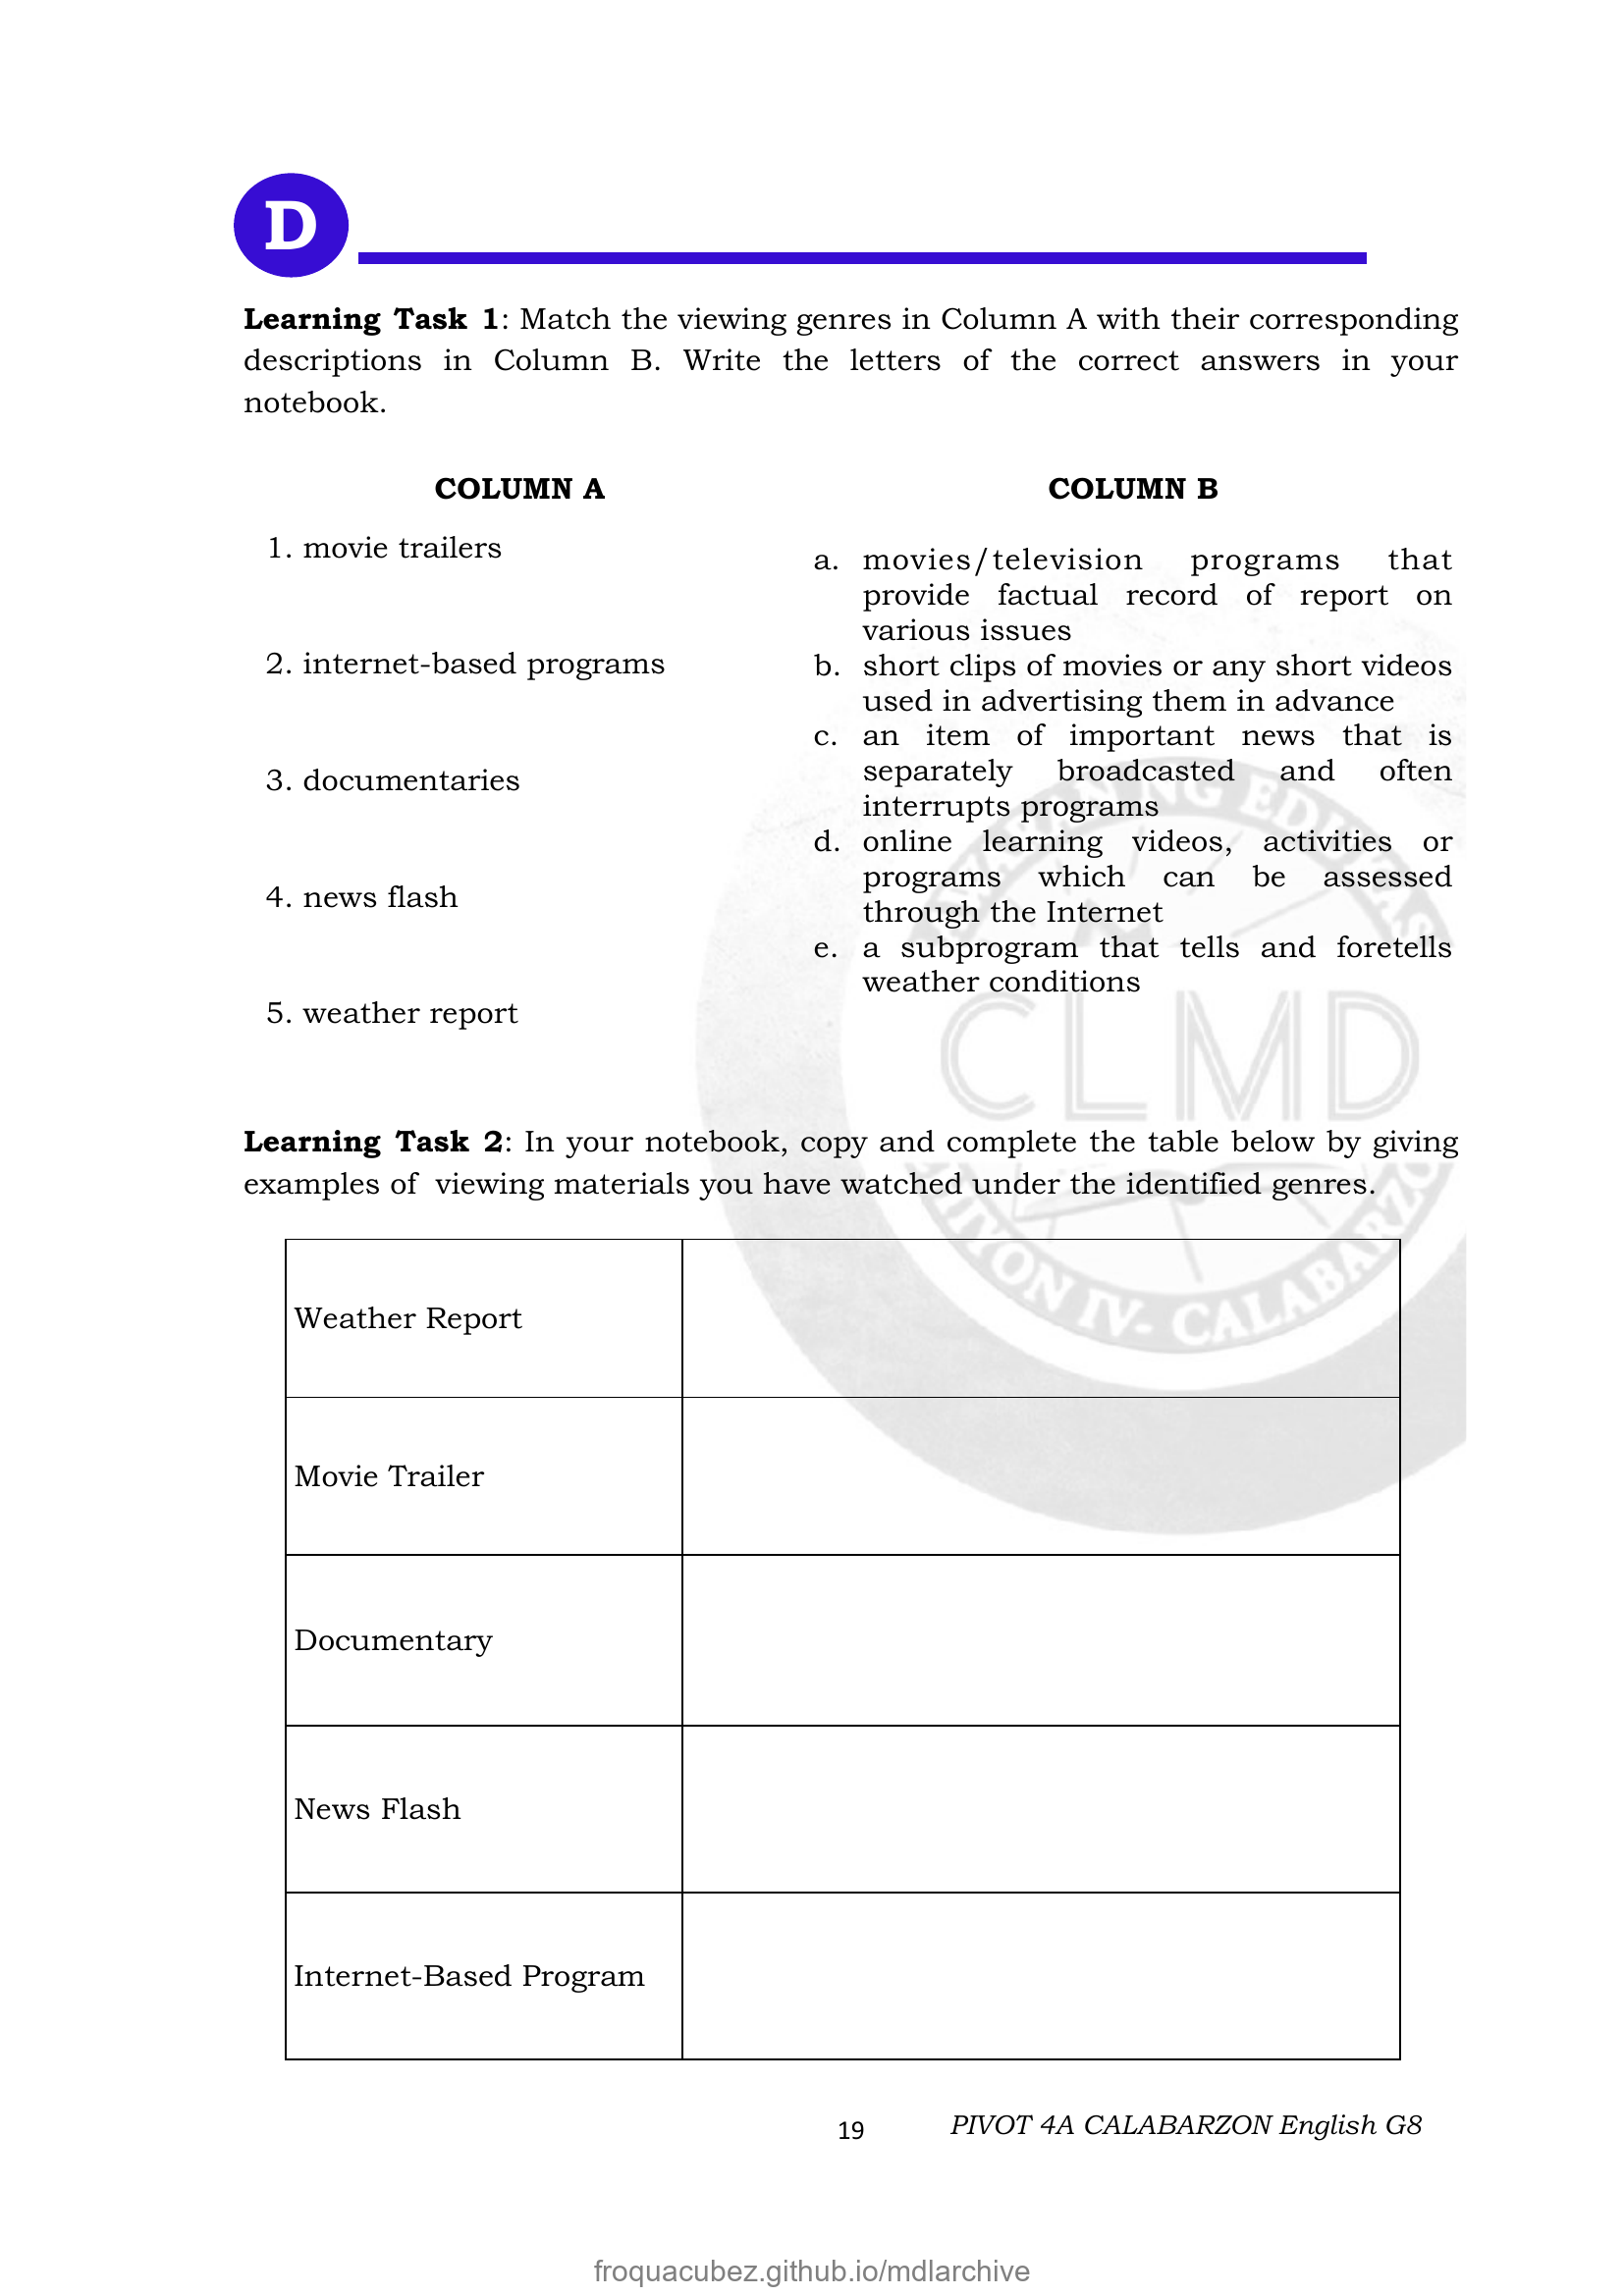 D
Learning Task 1: Match the viewing genres in Column A with their corresponding
descriptions in Column B. Write the letters of the correct answers in your
notebook.
COLUMN A
1. movie trailers
2. internet-based programs
3. documentaries
4. news flash
5. weather report
COLUMN B
a. movies/television programs that
provide factual record of report on
various issues
b. short clips of movies or any short videos
used in advertising them in advance
c. an item of important news that is
separately broadcasted and often
interrupts programs
d. online learning videos, activities or
programs which can be assessed
through the Internet
e. a subprogram that tells and foretells
weather conditions
NG EDUKAS
CLMD
IV- CALABARZO
Learning Task 2: In your notebook, copy and complete the table below by giving
examples of viewing materials you have watched under the identified genres.
Weather Report
Movie Trailer
Documentary
News Flash
Internet-Based Program
19
PIVOT 4A CALABARZON English G8
froquacubez.github.io/mdlarchive